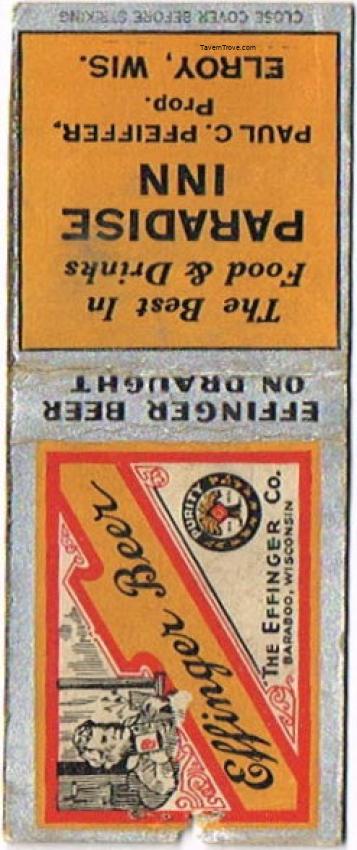 CLOSE COVER BEFORE STRIKING
TavernTrove.com
The Best In
Food & Drinks
PARADISE
INN
PAUL C. PFEIFFER,
Prop.
ELROY, WIS.
EFFINGER BEER
ON DRAUGHT
Effinger Beer
PURITY
THE EFFINGER CO.
BARABOO, WISCONSIN